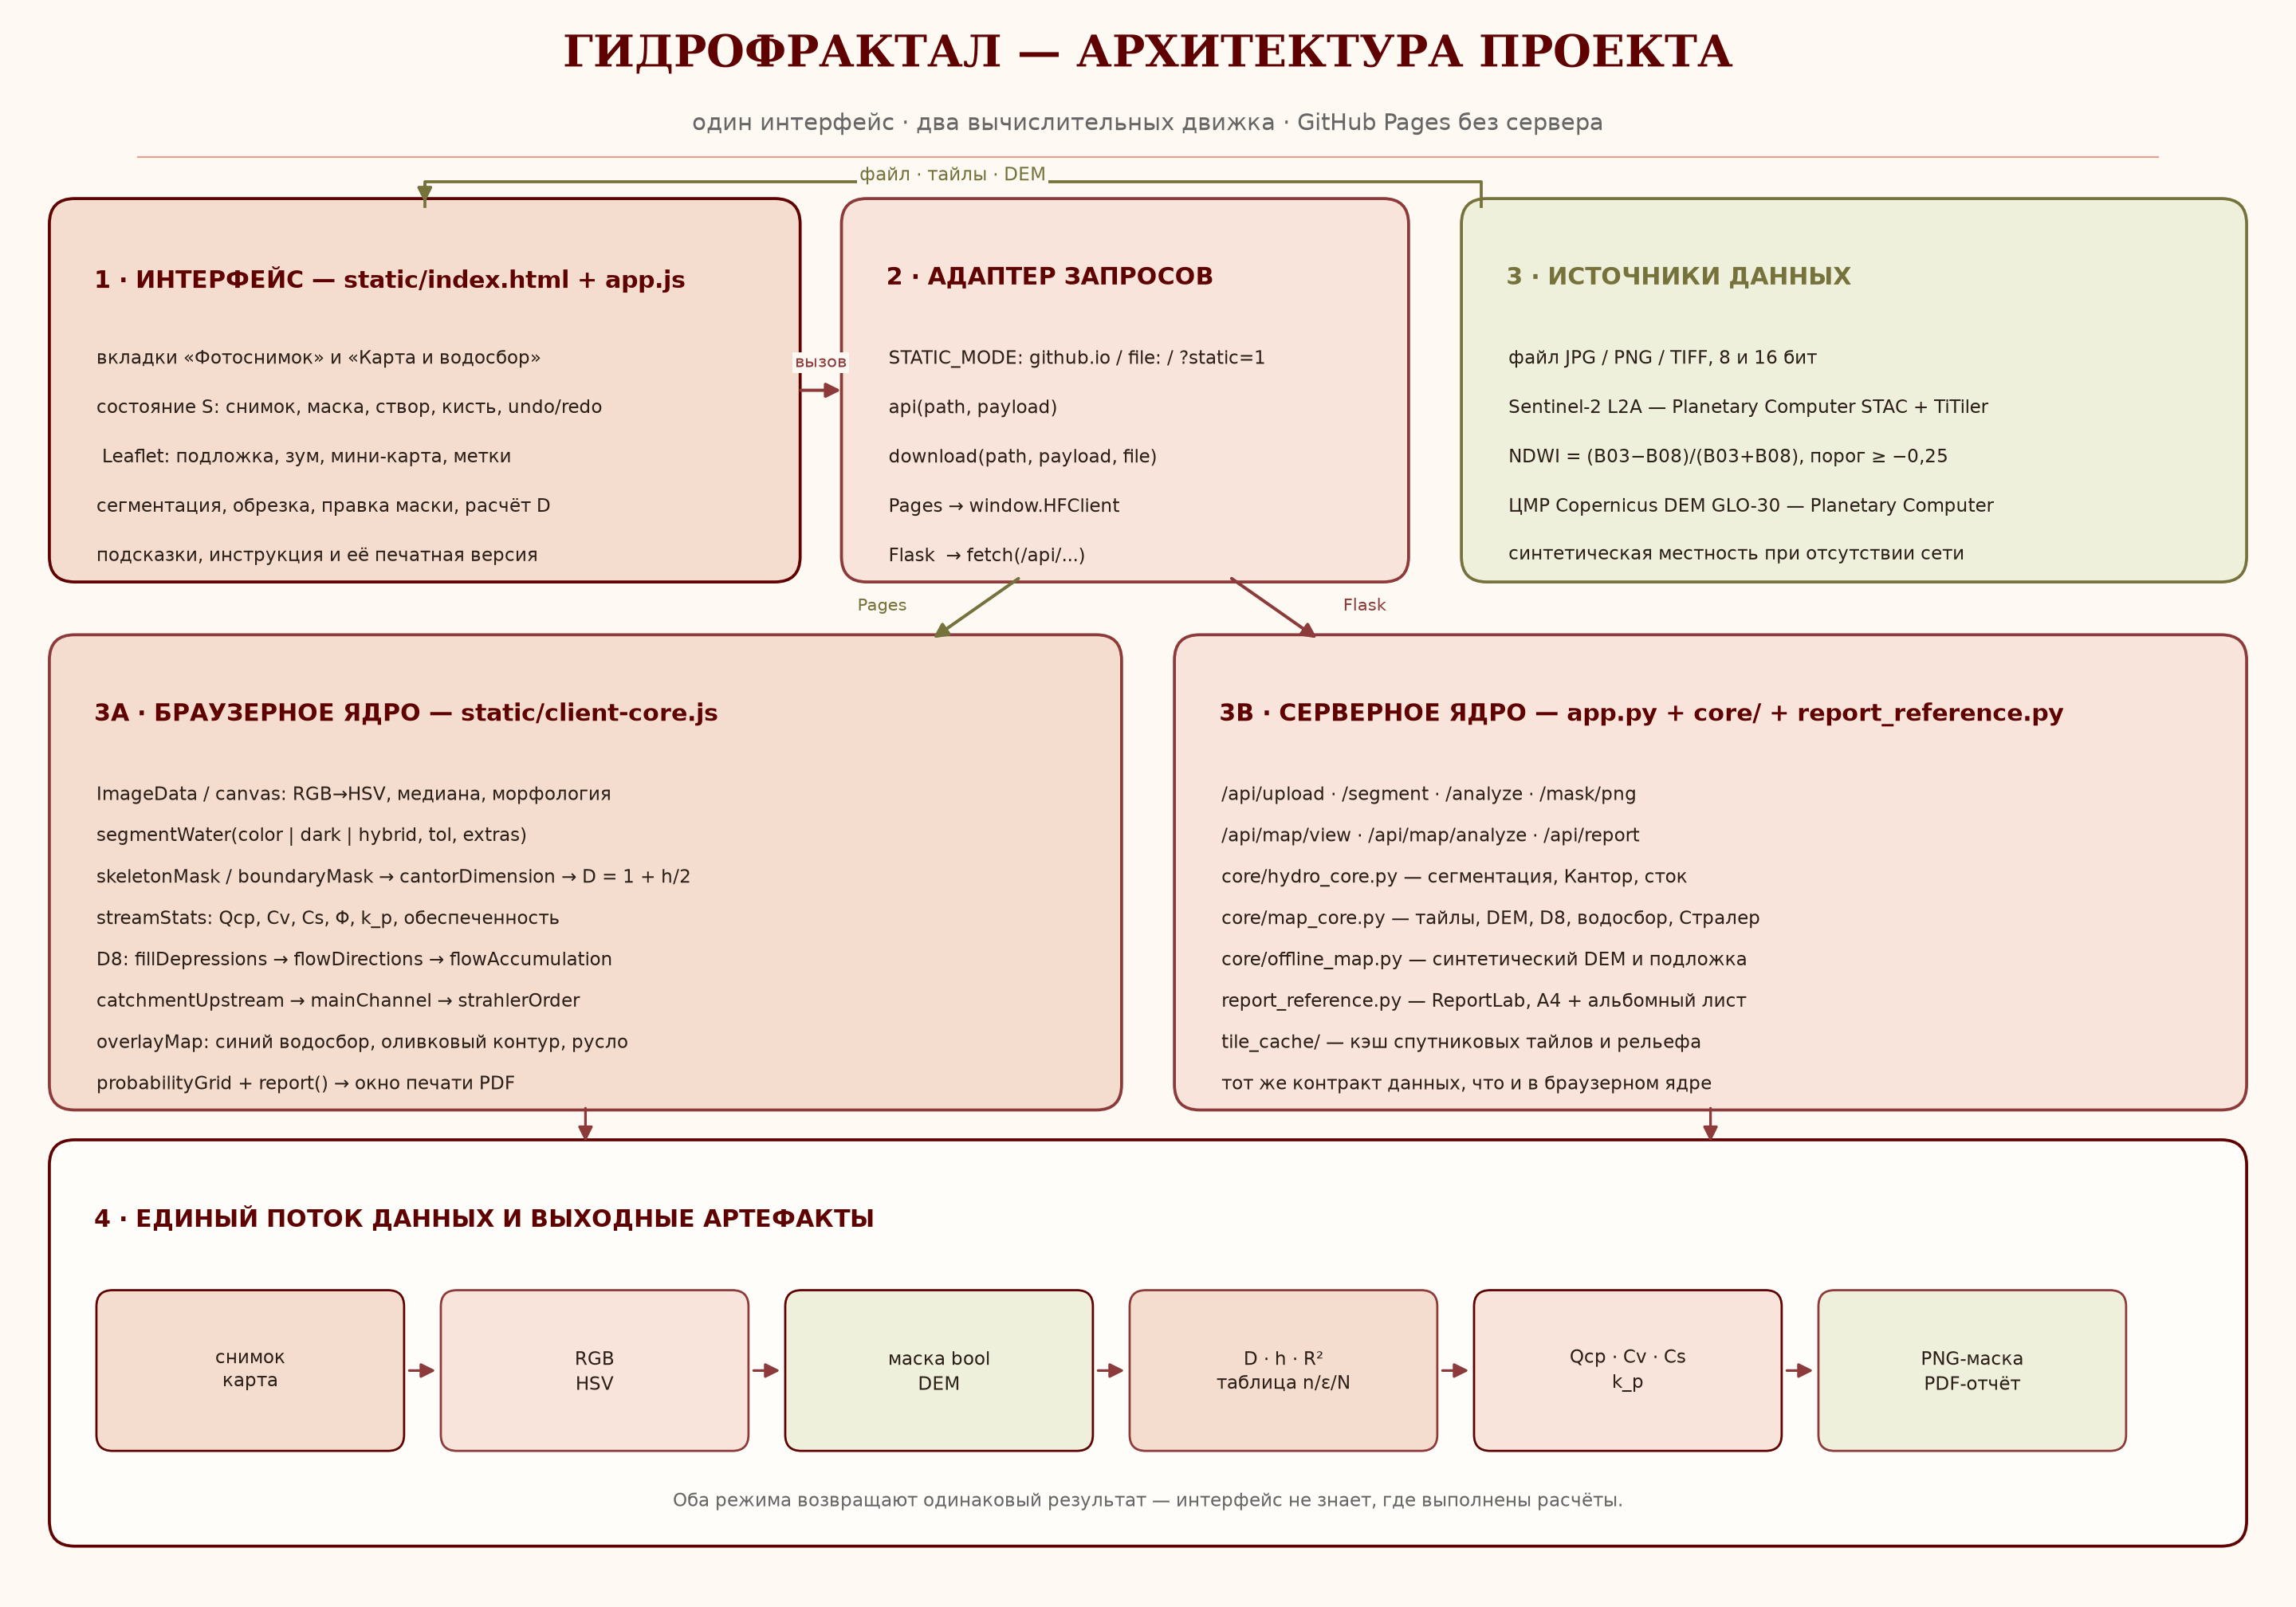 ГИДРОФРАКТАЛ — АРХИТЕКТУРА ПРОЕКТА
один интерфейс · два вычислительных движка · GitHub Pages без сервера
файл · тайлы · DEM
1 · ИНТЕРФЕЙС — static/index.html + app.js
вкладки «Фотоснимок» и «Карта и водосбор»
состояние S: снимок, маска, створ, кисть, undo/redo
Leaflet: подложка, зум, мини-карта, метки
сегментация, обрезка, правка маски, расчёт D
подсказки, инструкция и её печатная версия
вызов
2 · АДАПТЕР ЗАПРОСОВ
STATIC_MODE: github.io / file: / ?static=1
api(path, payload)
download(path, payload, file)
Pages → window.HFClient
Flask → fetch(/api/...)
3 · ИСТОЧНИКИ ДАННЫХ
файл JPG / PNG / TIFF, 8 и 16 бит
Sentinel-2 L2A — Planetary Computer STAC + TiTiler
NDWI = (B03−B08)/(B03+B08), порог ≥ −0,25
ЦМР Copernicus DEM GLO-30 — Planetary Computer
синтетическая местность при отсутствии сети
Pages
Flask
3A · БРАУЗЕРНОЕ ЯДРО — static/client-core.js
ImageData / canvas: RGB→HSV, медиана, морфология
segmentWater(color | dark | hybrid, tol, extras)
skeletonMask / boundaryMask → cantorDimension → D = 1 + h/2
streamStats: Qср, Cv, Cs, Φ, k_p, обеспеченность
D8: fillDepressions → flowDirections → flowAccumulation
catchmentUpstream → mainChannel → strahlerOrder
overlayMap: синий водосбор, оливковый контур, русло
probabilityGrid + report() → окно печати PDF
3B · СЕРВЕРНОЕ ЯДРО — app.py + core/ + report_reference.py
/api/upload · /segment · /analyze · /mask/png
/api/map/view · /api/map/analyze · /api/report
core/hydro_core.py — сегментация, Кантор, сток
core/map_core.py — тайлы, DEM, D8, водосбор, Стралер
core/offline_map.py — синтетический DEM и подложка
report_reference.py — ReportLab, A4 + альбомный лист
tile_cache/ — кэш спутниковых тайлов и рельефа
тот же контракт данных, что и в браузерном ядре
4 · ЕДИНЫЙ ПОТОК ДАННЫХ И ВЫХОДНЫЕ АРТЕФАКТЫ
снимок
карта
RGB
HSV
маска bool
DEM
D · h · R²
таблица n/ε/N
Qср · Cv · Cs
k_p
PNG-маска
PDF-отчёт
Оба режима возвращают одинаковый результат — интерфейс не знает, где выполнены расчёты.